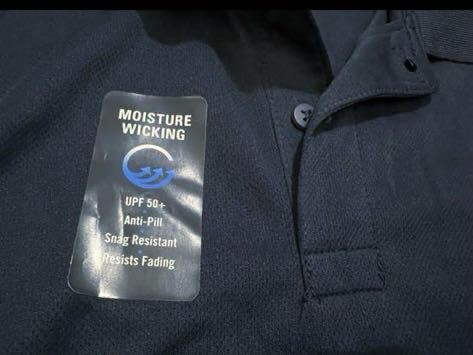 MOISTURE
WICKING
UPF 50+
Anti-Pill
Snag Resistant
Resists Fading